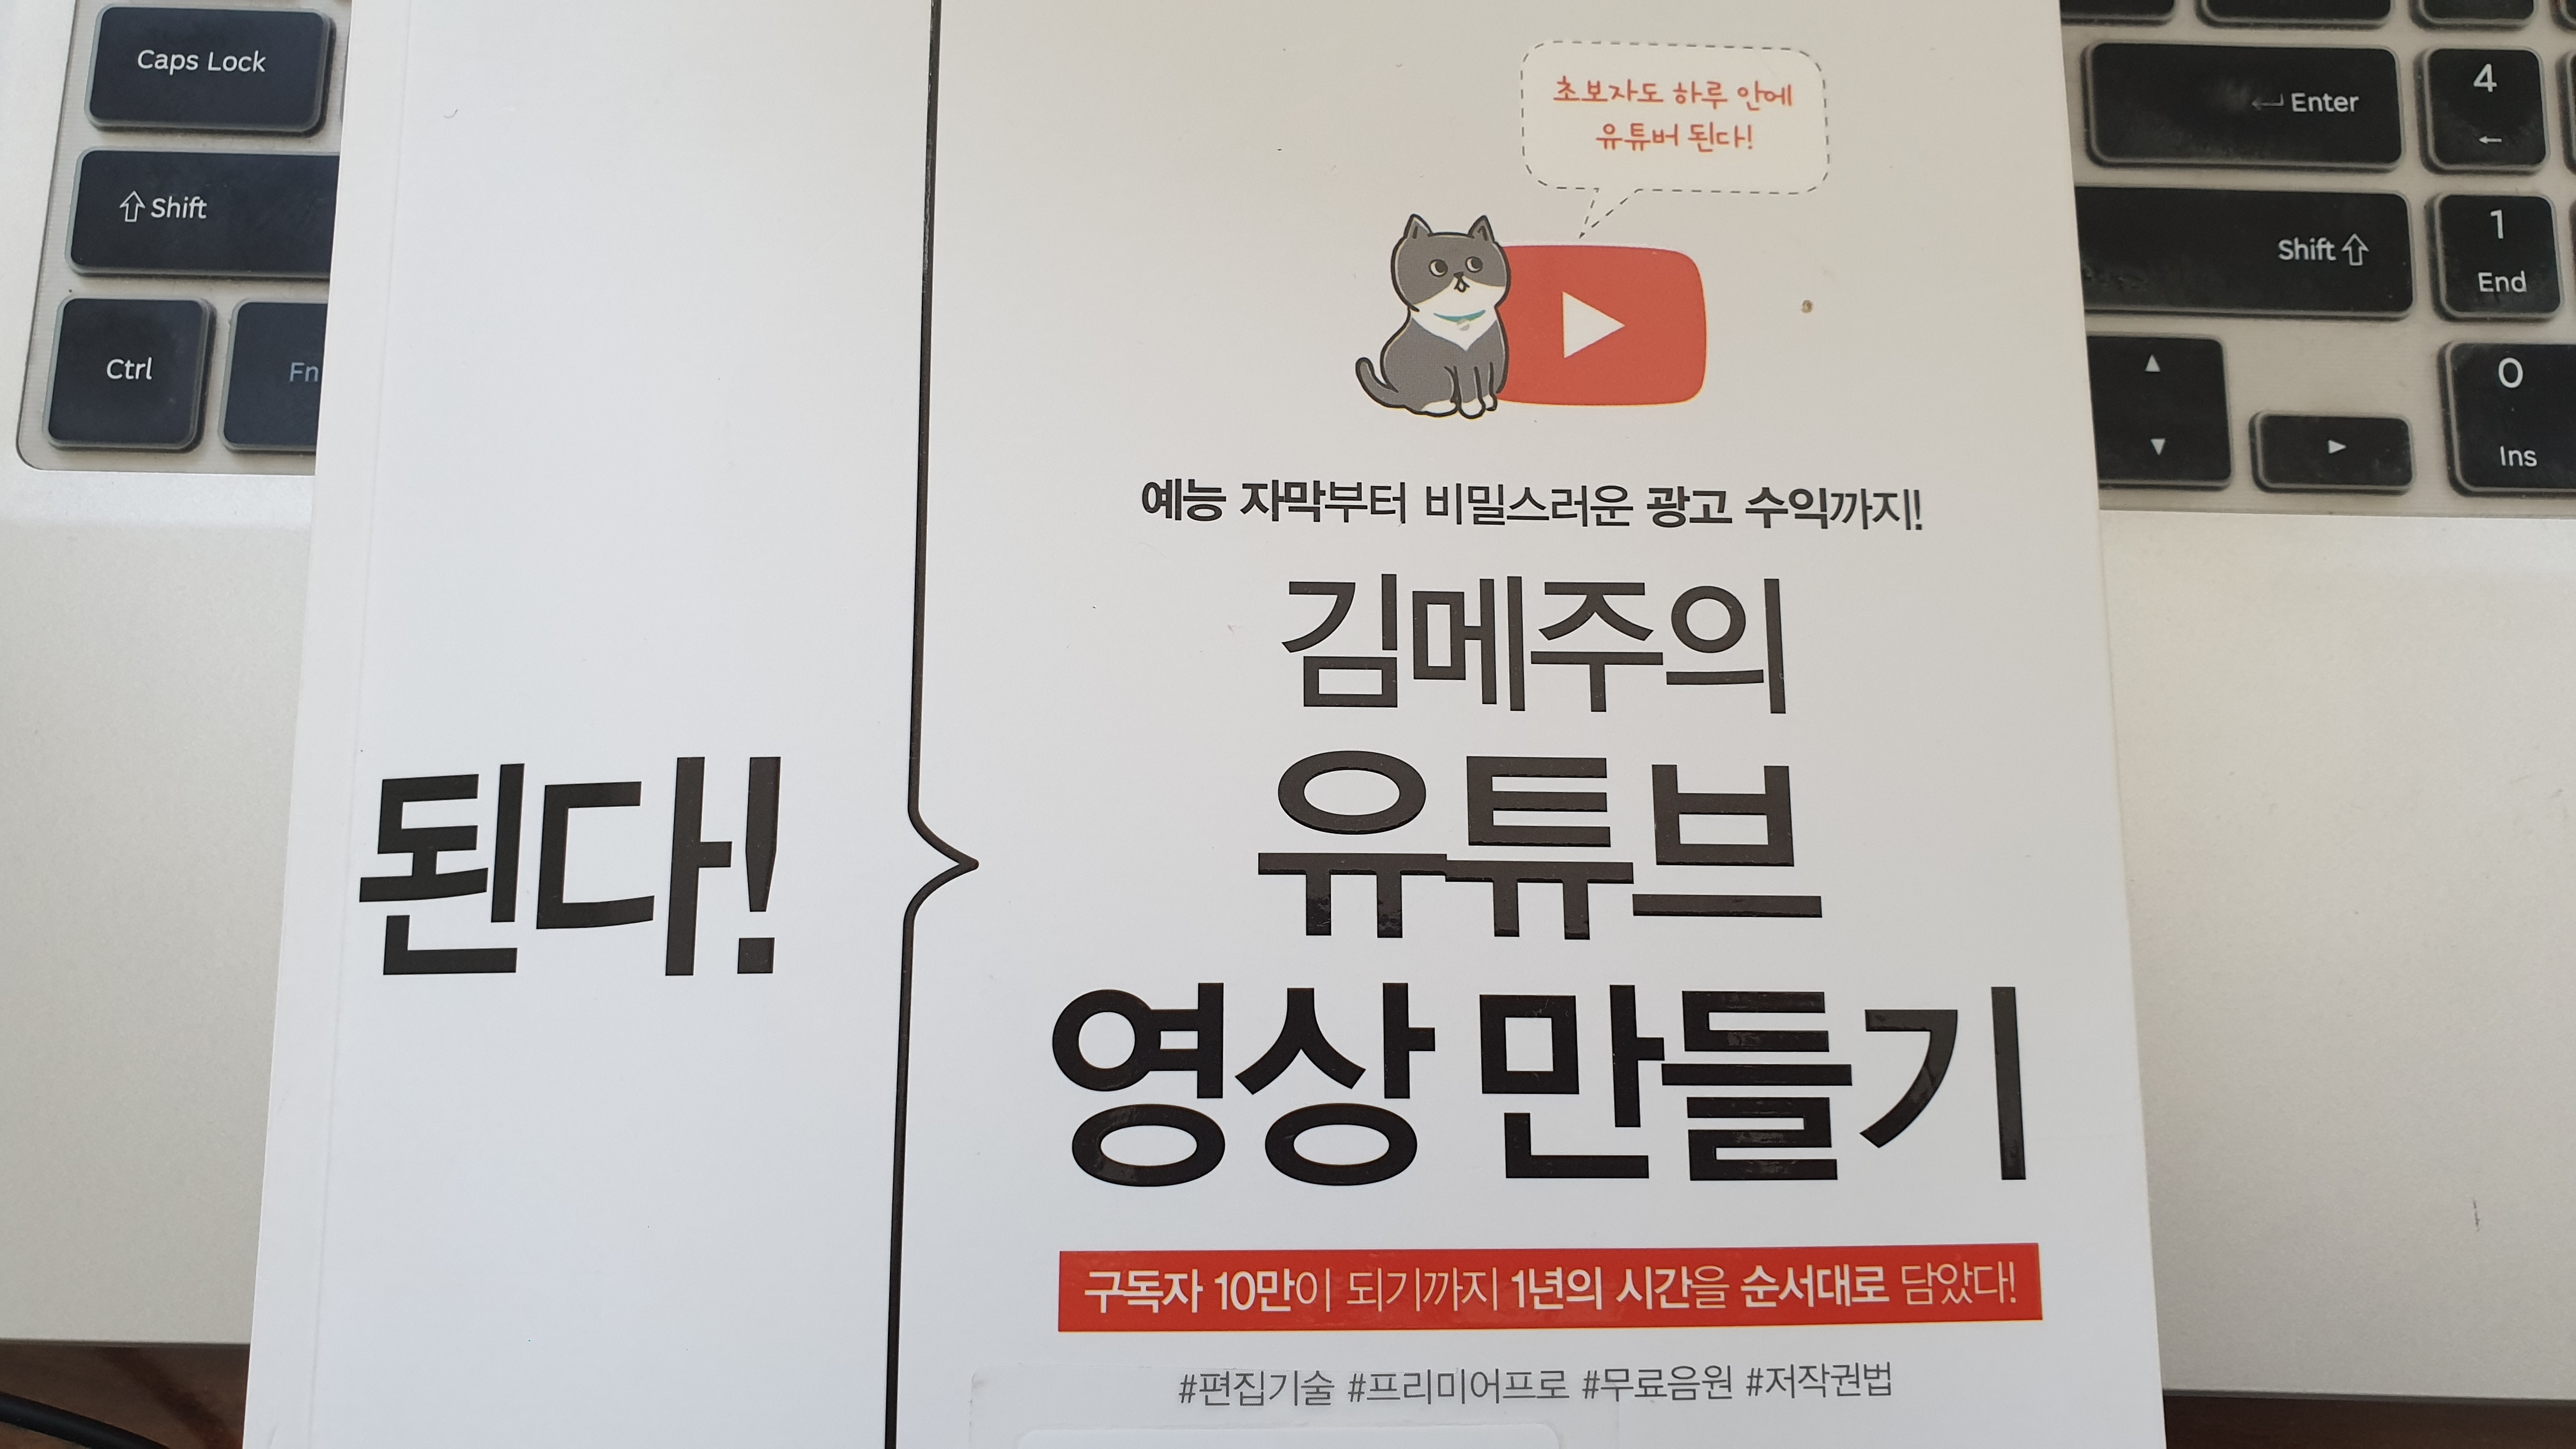 Caps Lock
Shift
Ctrl
Fn
Enter
4
Shift
1
End
0
Ins
초보자도 하루 안에
유튜버 된다!
예능 자막부터 비밀스러운 광고 수익까지!
된다!
김메주의
유튜브
영상 만들기
구독자 10만이 되기까지 1년의 시간을 순서대로 담았다!
#편집기술 #프리미어프로 #무료음원 #저작권법